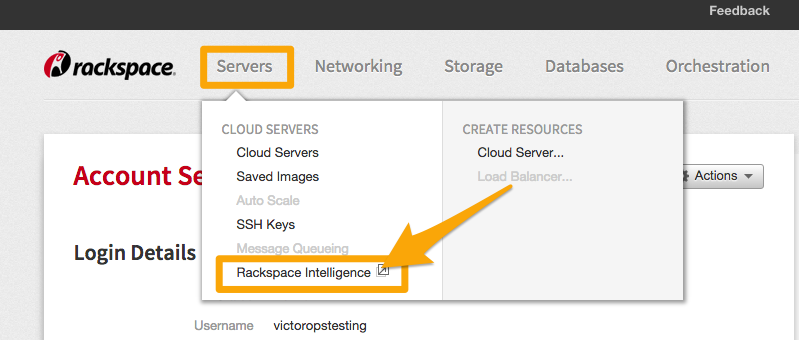 Feedback
rackspace.
Servers
Networking
Storage
Databases
Orchestration
CLOUD SERVERS
Cloud Servers
Saved Images
Auto Scale
SSH Keys
Message Queueing
Rackspace Intelligence
CREATE RESOURCES
Cloud Server...
Load Balancer...
Account Se
Actions
Login Details
Username victoropstesting